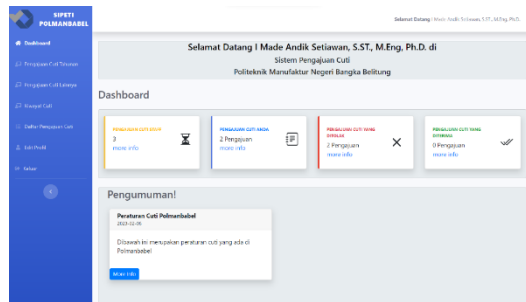 SIPETI
POLMANBABEL
Selamat Datang I Made Andik Setiawan, S.ST., M.Eng, Ph.D.
Dashboard
Pengajuan Cuti Tahunan
Pengajuan Cuti Lainnya
Riwayat Cuti
Daftar Pengajuan Cuti
Edit Profil
Keluar
Selamat Datang I Made Andik Setiawan, S.ST., M.Eng, Ph.D. di
Sistem Pengajuan Cuti
Politeknik Manufaktur Negeri Bangka Belitung
Dashboard
3
more info
PENGAJUAN CUTI ANDA
2 Pengajuan
more info
PENGAJUAN CUTI YANG
DITOLAK
2 Pengajuan
more info
PENGAJUAN CUTI YANG
DITERIMA
0 Pengajuan
more info
Pengumuman!
Peraturan Cuti Polmanbabel
Dibawah ini merupakan peraturan cuti yang ada di
Polmanbabel
More info